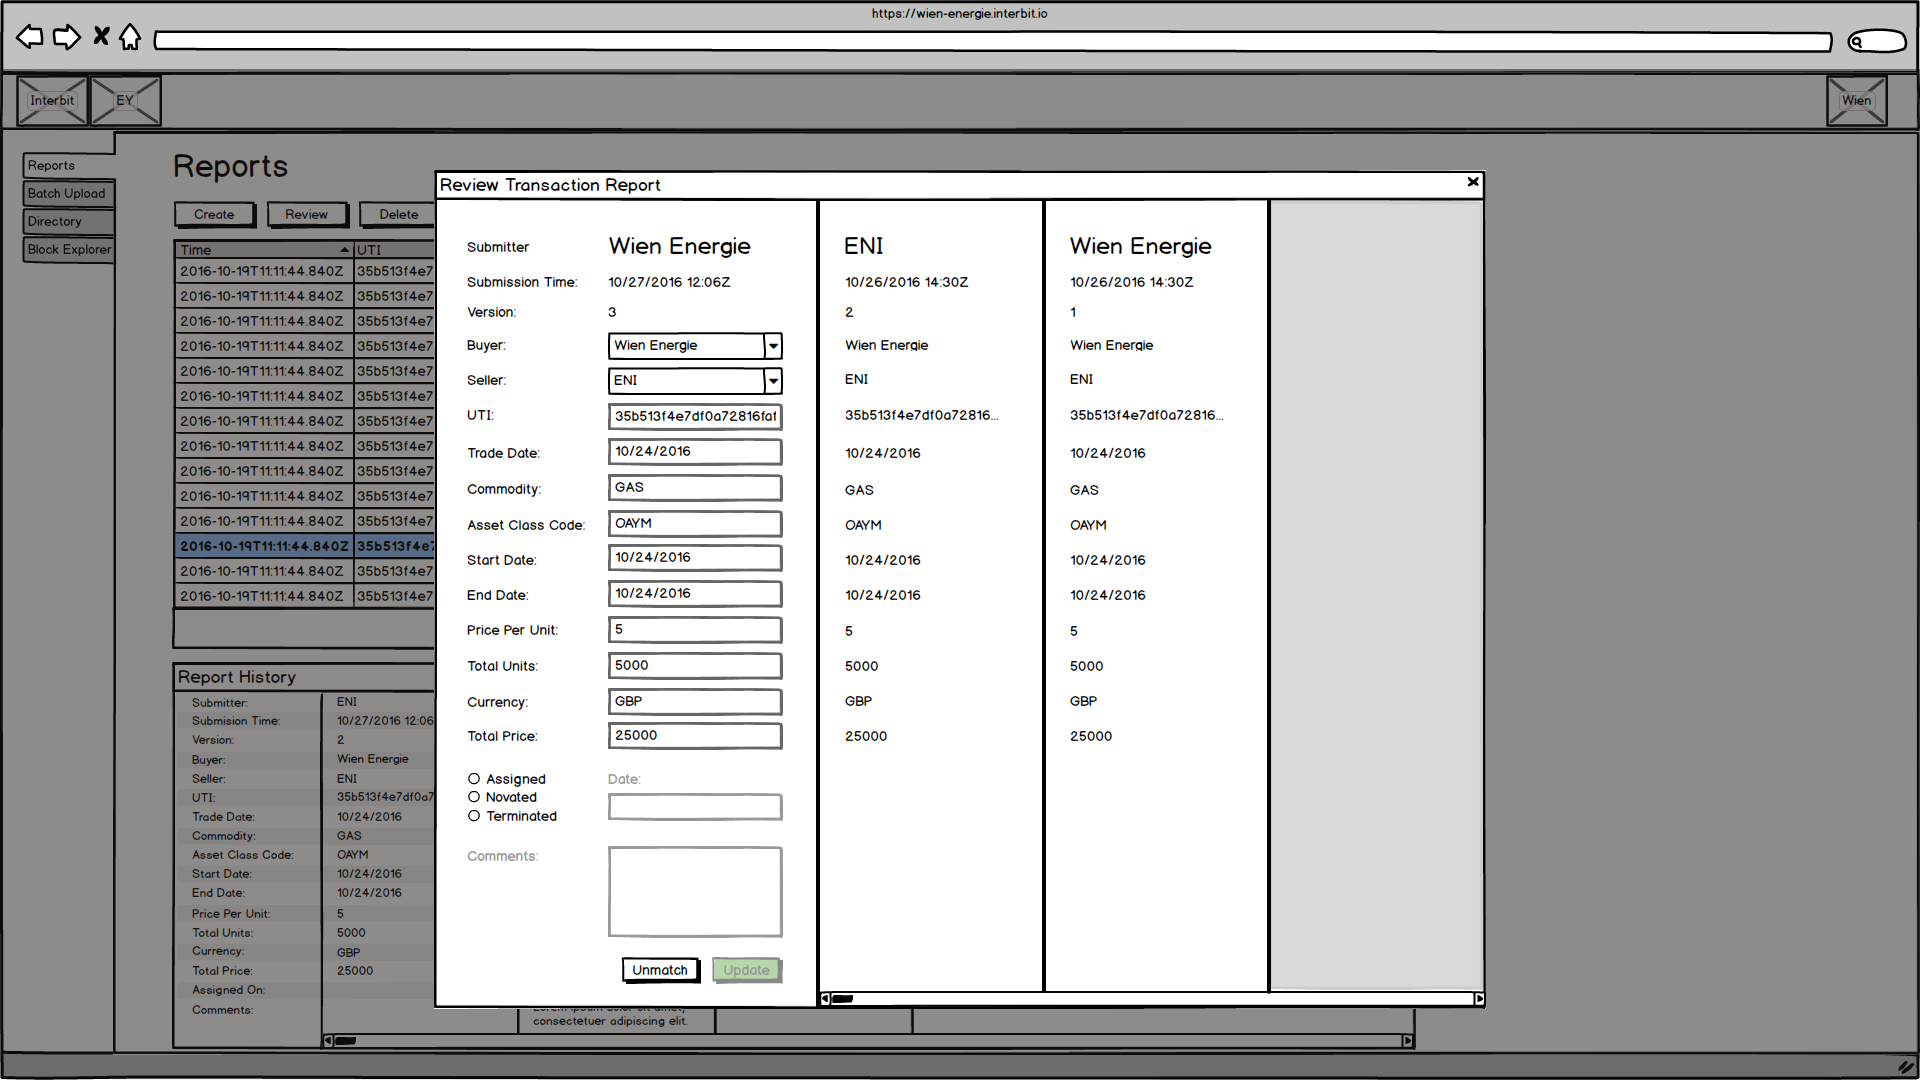 https://wien-energie.interbit.io
Interbit
EY
Wien
Reports
Batch Upload
Directory
Block Explorer
Reports
Create
Review
Delete
Time UTI
2016-10-19T11:11:44.840Z 35b513f4e7
2016-10-19T11:11:44.840Z 35b513f4e7
2016-10-19T11:11:44.840Z 35b513f4e7
2016-10-19T11:11:44.840Z 35b513f4e7
2016-10-19T11:11:44.840Z 35b513f4e7
2016-10-19T11:11:44.840Z 35b513f4e7
2016-10-19T11:11:44.840Z 35b513f4e7
2016-10-19T11:11:44.840Z 35b513f4e7
2016-10-19T11:11:44.840Z 35b513f4e7
2016-10-19T11:11:44.840Z 35b513f4e7
2016-10-19T11:11:44.840Z 35b513f4e7
2016-10-19T11:11:44.840Z 35b513f4e7
2016-10-19T11:11:44.840Z 35b513f4e7
2016-10-19T11:11:44.840Z 35b513f4e7
Report History
Submitter: ENI
Submision Time: 10/27/2016 12:06
Version: 2
Buyer: Wien Energie
Seller: ENI
UTI: 35b513f4e7df0a7
Trade Date: 10/24/2016
Commodity: GAS
Asset Class Code: OAYM
Start Date: 10/24/2016
End Date: 10/24/2016
Price Per Unit: 5
Total Units: 5000
Currency: GBP
Total Price: 25000
Assigned On:
Comments:
Lorem ipsum dolor sit amet,
consectetuer adipiscing elit.
Review Transaction Report
Submitter Wien Energie ENI Wien Energie
Submission Time: 10/27/2016 12:06Z 10/26/2016 14:30Z 10/26/2016 14:30Z
Version: 3 2 1
Buyer: Wien Energie Wien Energie Wien Energie
Seller: ENI ENI ENI
UTI: 35b513f4e7df0a72816faf 35b513f4e7df0a72816... 35b513f4e7df0a72816...
Trade Date: 10/24/2016 10/24/2016 10/24/2016
Commodity: GAS GAS GAS
Asset Class Code: OAYM OAYM OAYM
Start Date: 10/24/2016 10/24/2016 10/24/2016
End Date: 10/24/2016 10/24/2016 10/24/2016
Price Per Unit: 5 5 5
Total Units: 5000 5000 5000
Currency: GBP GBP GBP
Total Price: 25000 25000 25000
Assigned Date:
Novated
Terminated
Comments:
Unmatch
Update